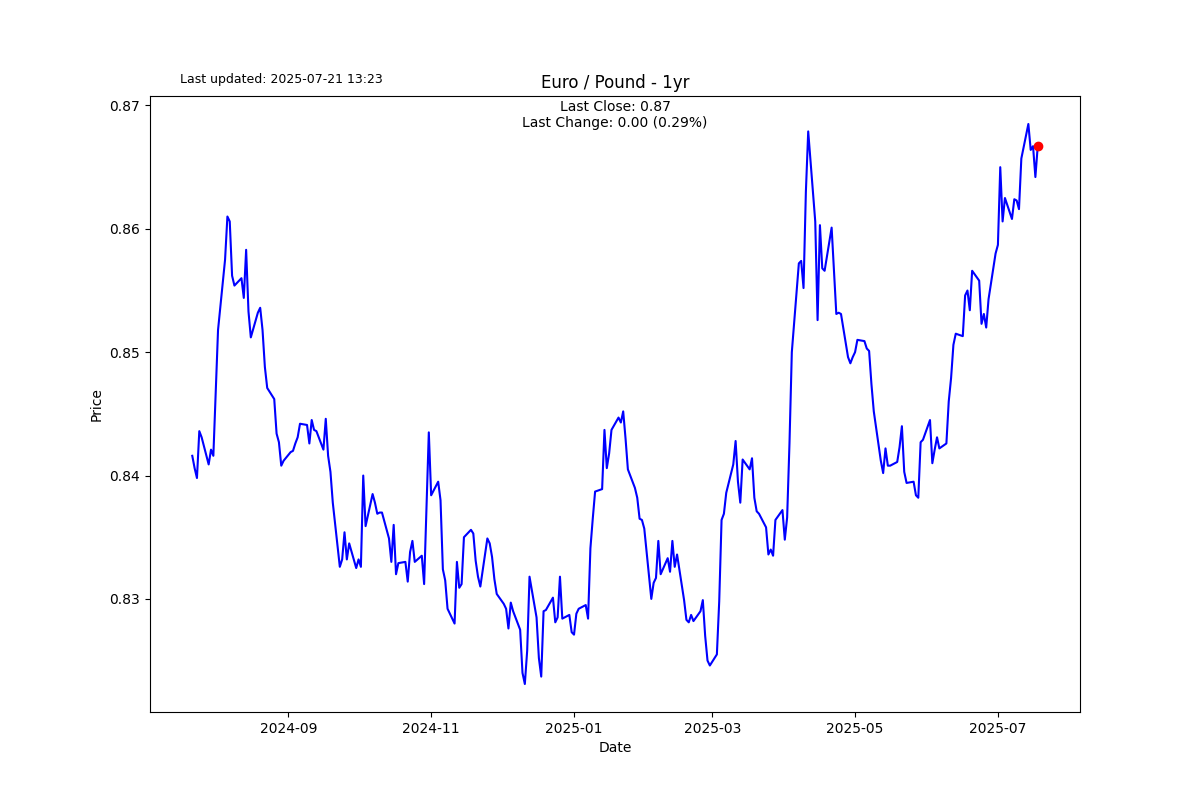 Last updated: 2025-07-21 13:23
Euro / Pound - 1yr
Last Close: 0.87
Last Change: 0.00 (0.29%)
0.87
0.86
0.85
0.84
0.83
Price
2024-09 2024-11 2025-01 2025-03 2025-05 2025-07
Date